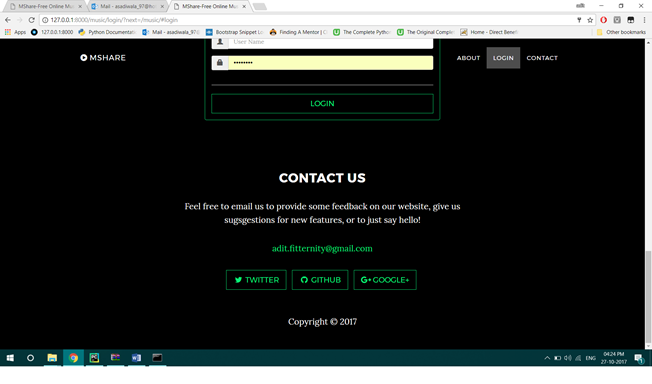 MShare-Free Online Mu
Mail - asadiwala_97@ho
MShare-Free Online Mu
127.0.0.1:8000/music/login/?next=/music/#login
Apps 127.0.0.1:8000 Python Documentati Mail - asadiwala_97@ Bootstrap Snippet Lo Finding A Mentor | C The Complete Python The Original Complet Home – Direct Benef Other bookmarks
MSHARE ABOUT LOGIN CONTACT
User Name
••••••••
LOGIN
CONTACT US
Feel free to email us to provide some feedback on our website, give us
sugsgestions for new features, or to just say hello!
adit.fitternity@gmail.com
TWITTER GITHUB GOOGLE+
Copyright © 2017
ENG 04:24 PM
27-10-2017